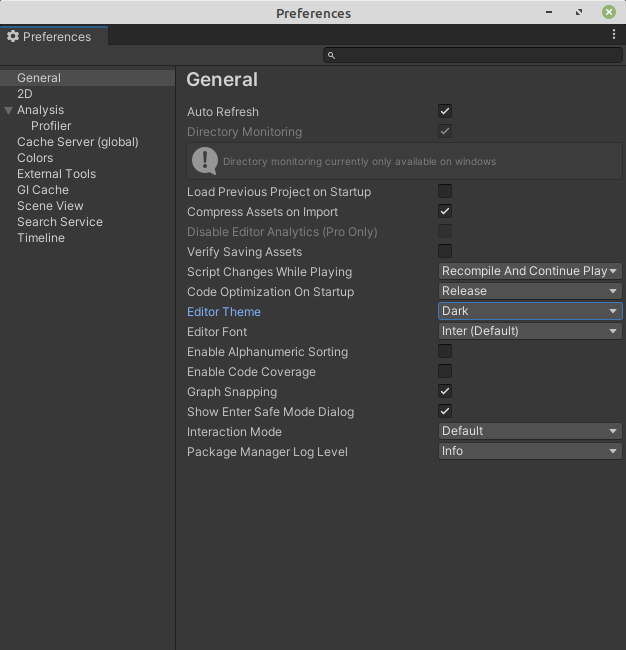 Preferences
Preferences
General
2D
Analysis
Profiler
Cache Server (global)
Colors
External Tools
GI Cache
Scene View
Search Service
Timeline
General
Auto Refresh
Directory Monitoring
Directory monitoring currently only available on windows
Load Previous Project on Startup
Compress Assets on Import
Disable Editor Analytics (Pro Only)
Verify Saving Assets
Script Changes While Playing Recompile And Continue Play
Code Optimization On Startup Release
Editor Theme Dark
Editor Font Inter (Default)
Enable Alphanumeric Sorting
Enable Code Coverage
Graph Snapping
Show Enter Safe Mode Dialog
Interaction Mode Default
Package Manager Log Level Info